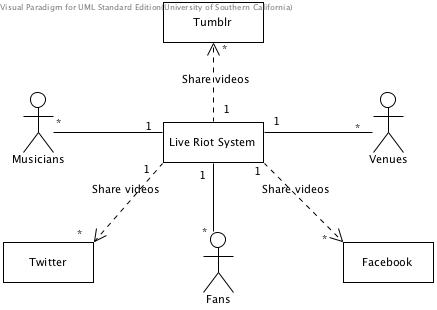 Visual Paradigm for UML Standard Edition(University of Southern California)
Tumblr
*
Share videos
1
*
1
1
*
Live Riot System
Musicians
Venues
1
1
1
Share videos
Share videos
*
*
*
Twitter
Facebook
Fans